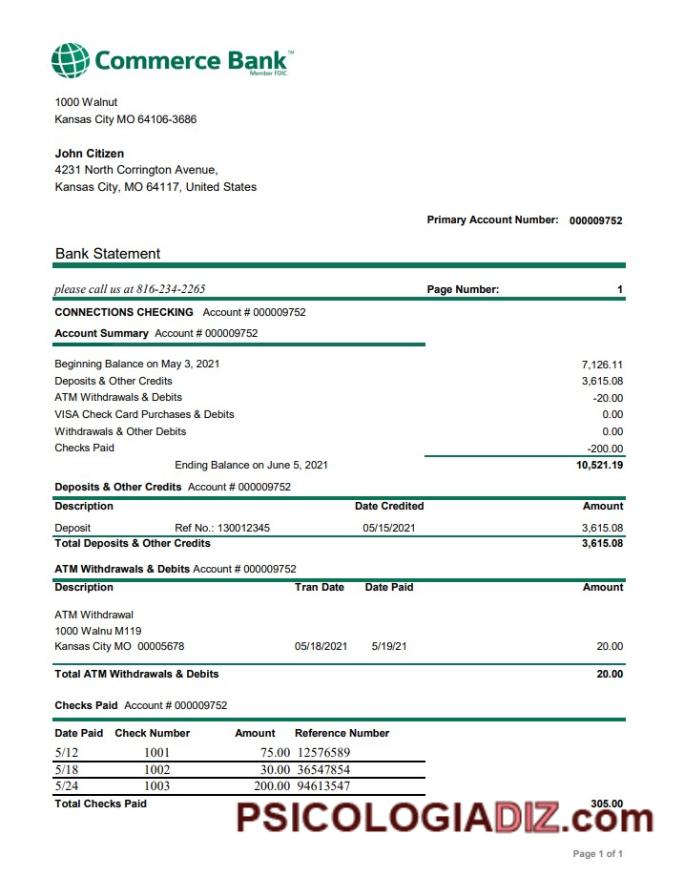 Commerce Bank™
Member FDIC
1000 Walnut
Kansas City MO 64106-3686
John Citizen
4231 North Corrington Avenue,
Kansas City, MO 64117, United States
Primary Account Number: 000009752
Bank Statement
please call us at 816-234-2265 Page Number: 1
CONNECTIONS CHECKING Account # 000009752
Account Summary Account # 000009752
Beginning Balance on May 3, 2021 7,126.11
Deposits & Other Credits 3,615.08
ATM Withdrawals & Debits -20.00
VISA Check Card Purchases & Debits 0.00
Withdrawals & Other Debits 0.00
Checks Paid -200.00
Ending Balance on June 5, 2021 10,521.19
Deposits & Other Credits Account # 000009752
Description Date Credited Amount
Deposit Ref No.: 130012345 05/15/2021 3,615.08
Total Deposits & Other Credits 3,615.08
ATM Withdrawals & Debits Account # 000009752
Description Tran Date Date Paid Amount
ATM Withdrawal
1000 Walnu M119
Kansas City MO 00005678 05/18/2021 5/19/21 20.00
Total ATM Withdrawals & Debits 20.00
Checks Paid Account # 000009752
Date Paid Check Number Amount Reference Number
5/12 1001 75.00 12576589
5/18 1002 30.00 36547854
5/24 1003 200.00 94613547
Total Checks Paid 305.00
PSICOLOGIADIZ.com
Page 1 of 1